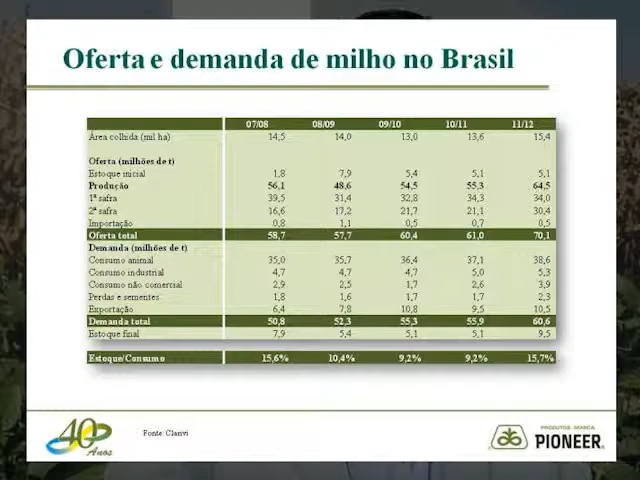 Oferta e demanda de milho no Brasil
07/08 08/09 09/10 10/11 11/12
Área colhida (mil ha) 14,5 14,0 13,0 13,6 15,4
Oferta (milhões de t)
Estoque inicial 1,8 7,9 5,4 5,1 5,1
Produção 56,1 48,6 54,5 55,3 64,5
1ª safra 39,5 31,4 32,8 34,3 34,0
2ª safra 16,6 17,2 21,7 21,1 30,4
Importação 0,8 1,1 0,5 0,7 0,5
Oferta total 58,7 57,7 60,4 61,0 70,1
Demanda (milhões de t)
Consumo animal 35,0 35,7 36,4 37,1 38,6
Consumo industrial 4,7 4,7 4,7 5,0 5,3
Consumo não comercial 2,9 2,5 1,7 2,6 3,9
Perdas e sementes 1,8 1,6 1,7 1,7 2,3
Exportação 6,4 7,8 10,8 9,5 10,5
Demanda total 50,8 52,3 55,3 55,9 60,6
Estoque final 7,9 5,4 5,1 5,1 9,5
Estoque/Consumo 15,6% 10,4% 9,2% 9,2% 15,7%
40 Anos
Fonte: Clarivi
PRODUTOS MARCA
PIONEER